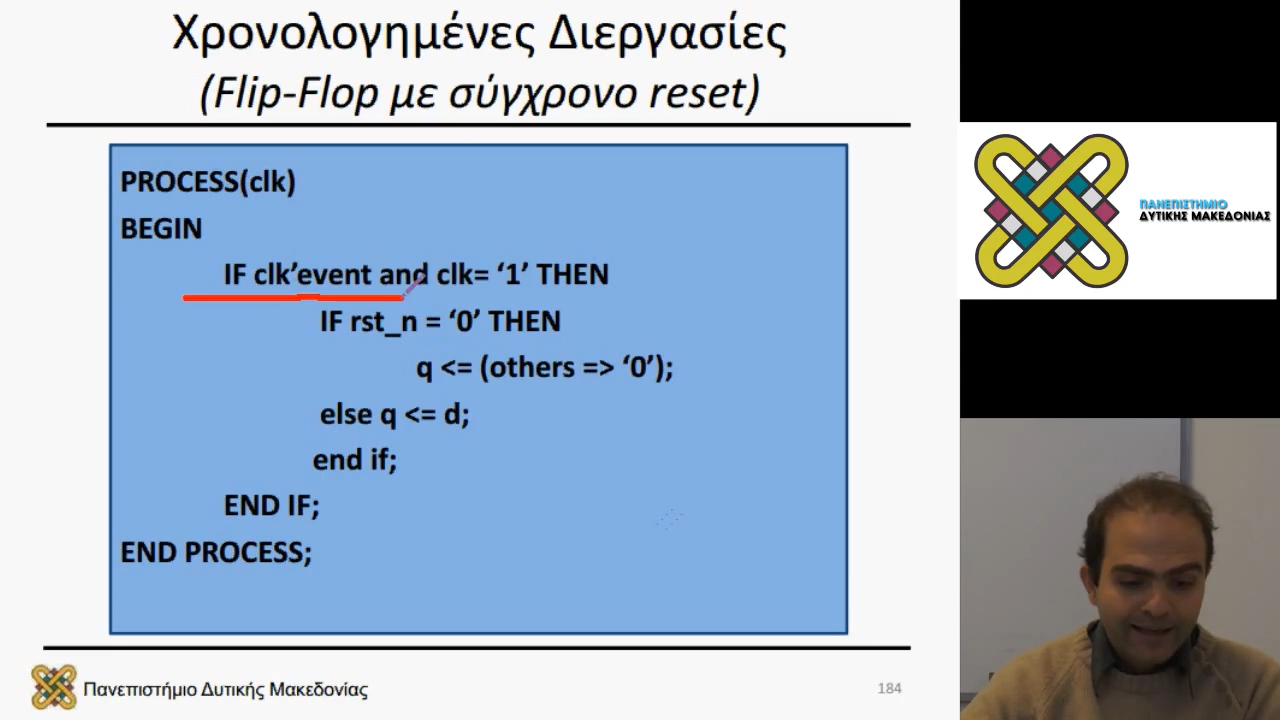 Χρονολογημένες Διεργασίες
(Flip-Flop με σύγχρονο reset)
PROCESS(clk)
BEGIN
IF clk’event and clk= ‘1’ THEN
IF rst_n = ‘0’ THEN
q <= (others => ‘0’);
else q <= d;
end if;
END IF;
END PROCESS;
Πανεπιστήμιο Δυτικής Μακεδονίας
184
ΠΑΝΕΠΙΣΤΗΜΙΟ
ΔΥΤΙΚΗΣ ΜΑΚΕΔΟΝΙΑΣ